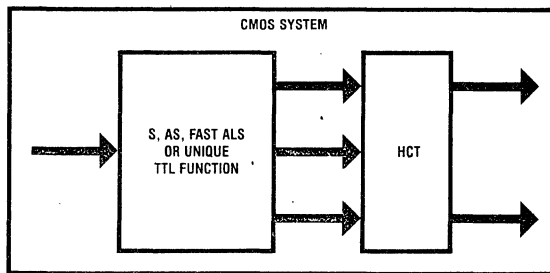 CMOS SYSTEM
S, AS, FAST ALS
OR UNIQUE
TTL FUNCTION
HCT